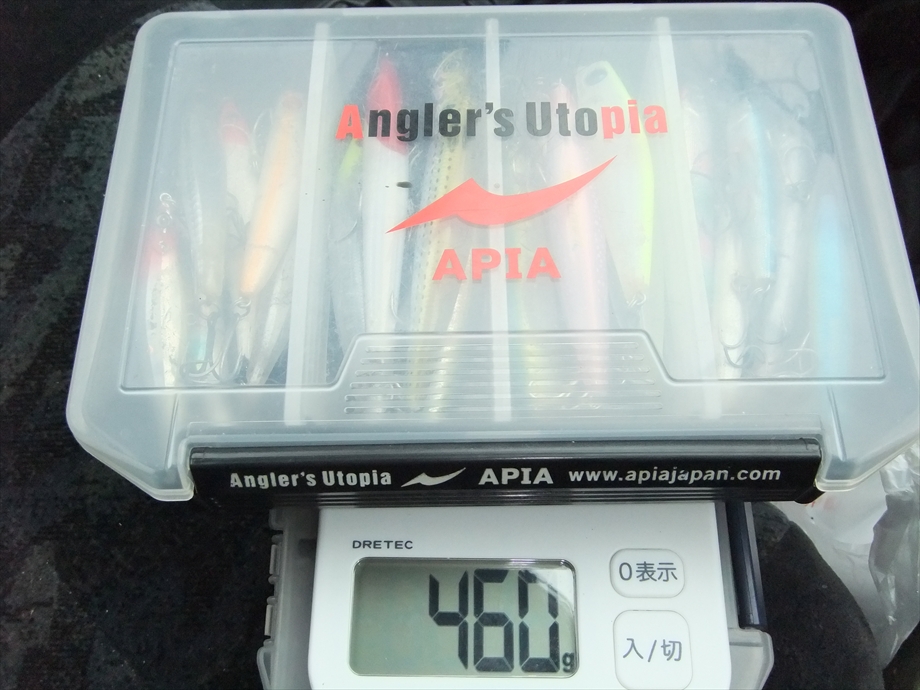 Angler's Utopia
APIA
Angler's Utopia APIA www.apiajapan.com
DRETEC
0表示
460g
入/切